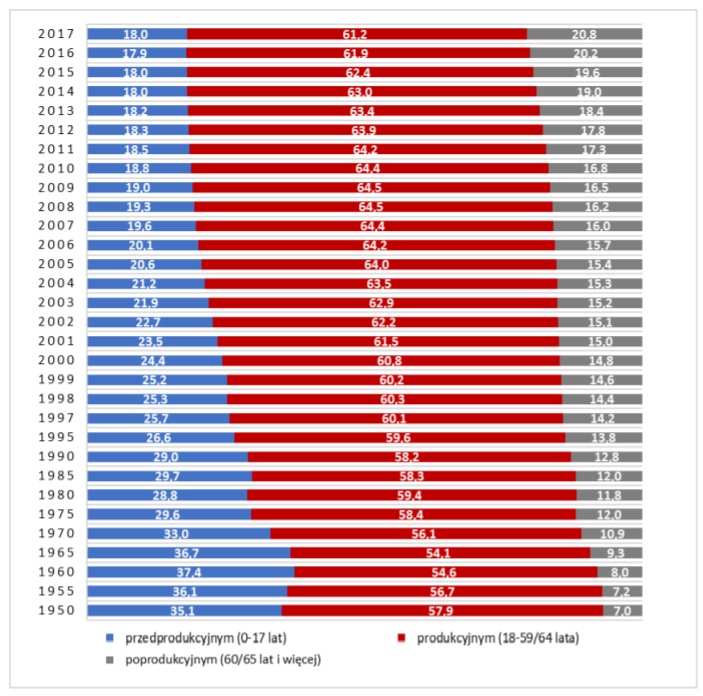 2017 18,0 61,2 20,8
2016 17,9 61,9 20,2
2015 18,0 62,4 19,6
2014 18,0 63,0 19,0
2013 18,2 63,4 18,4
2012 18,3 63,9 17,8
2011 18,5 64,2 17,3
2010 18,8 64,4 16,8
2009 19,0 64,5 16,5
2008 19,3 64,5 16,2
2007 19,6 64,4 16,0
2006 20,1 64,2 15,7
2005 20,6 64,0 15,4
2004 21,2 63,5 15,3
2003 21,9 62,9 15,2
2002 22,7 62,2 15,1
2001 23,5 61,5 15,0
2000 24,4 60,8 14,8
1999 25,2 60,2 14,6
1998 25,3 60,3 14,4
1997 25,7 60,1 14,2
1995 26,6 59,6 13,8
1990 29,0 58,2 12,8
1985 29,7 58,3 12,0
1980 28,8 59,4 11,8
1975 29,6 58,4 12,0
1970 33,0 56,1 10,9
1965 36,7 54,1 9,3
1960 37,4 54,6 8,0
1955 36,1 56,7 7,2
1950 35,1 57,9 7,0
przedprodukcyjnym (0-17 lat) produkcyjnym (18-59/64 lata)
poprodukcyjnym (60/65 lat i więcej)